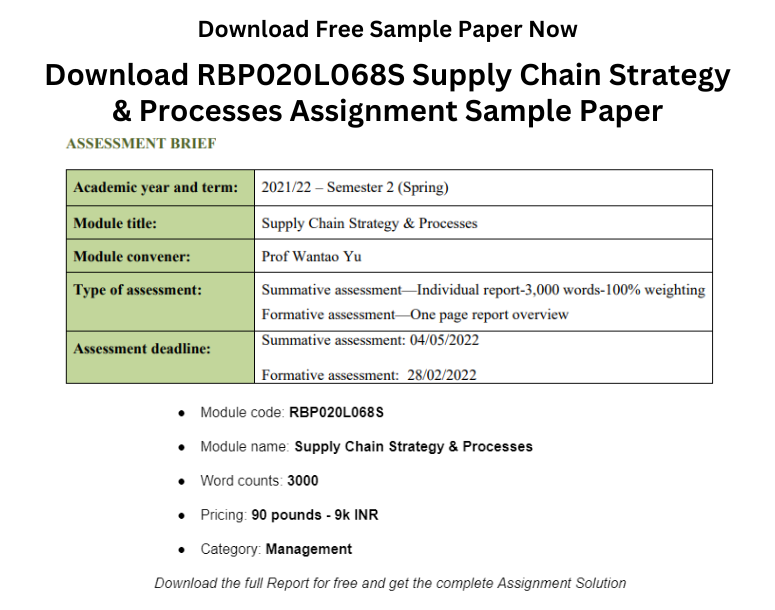 Download Free Sample Paper Now
Download RBP020L068S Supply Chain Strategy
& Processes Assignment Sample Paper
ASSESSMENT BRIEF
Academic year and term: 2021/22 – Semester 2 (Spring)
Module title: Supply Chain Strategy & Processes
Module convener: Prof Wantao Yu
Type of assessment: Summative assessment—Individual report-3,000 words-100% weighting
Formative assessment—One page report overview
Assessment deadline: Summative assessment: 04/05/2022
Formative assessment: 28/02/2022
● Module code: RBP020L068S
● Module name: Supply Chain Strategy & Processes
● Word counts: 3000
● Pricing: 90 pounds - 9k INR
● Category: Management
Download the full Report for free and get the complete Assignment Solution